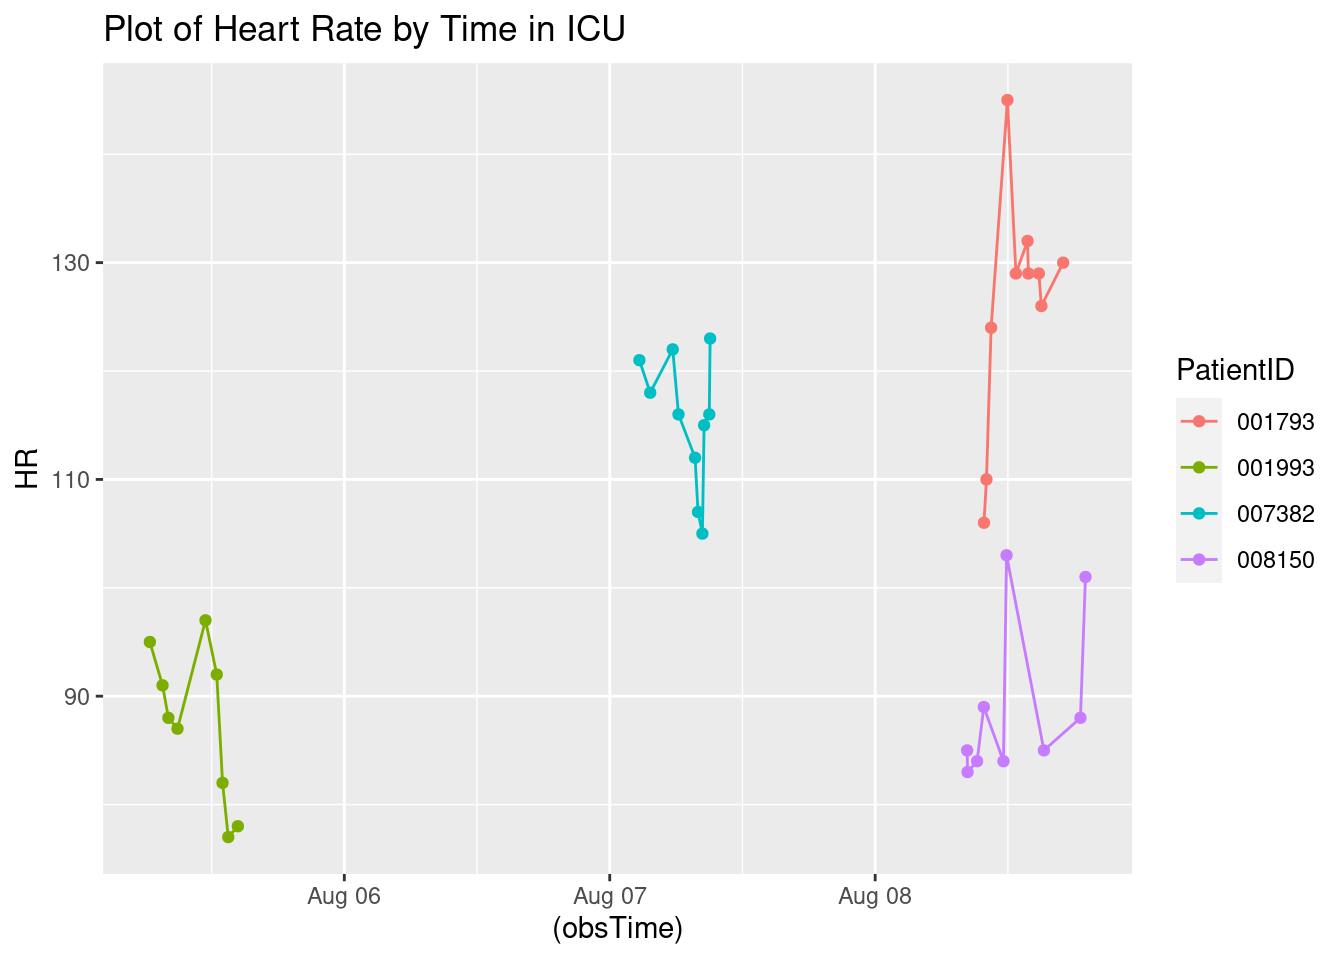 Plot of Heart Rate by Time in ICU
130
110
90
HR
Aug 06
Aug 07
Aug 08
(obsTime)
PatientID
001793
001993
007382
008150